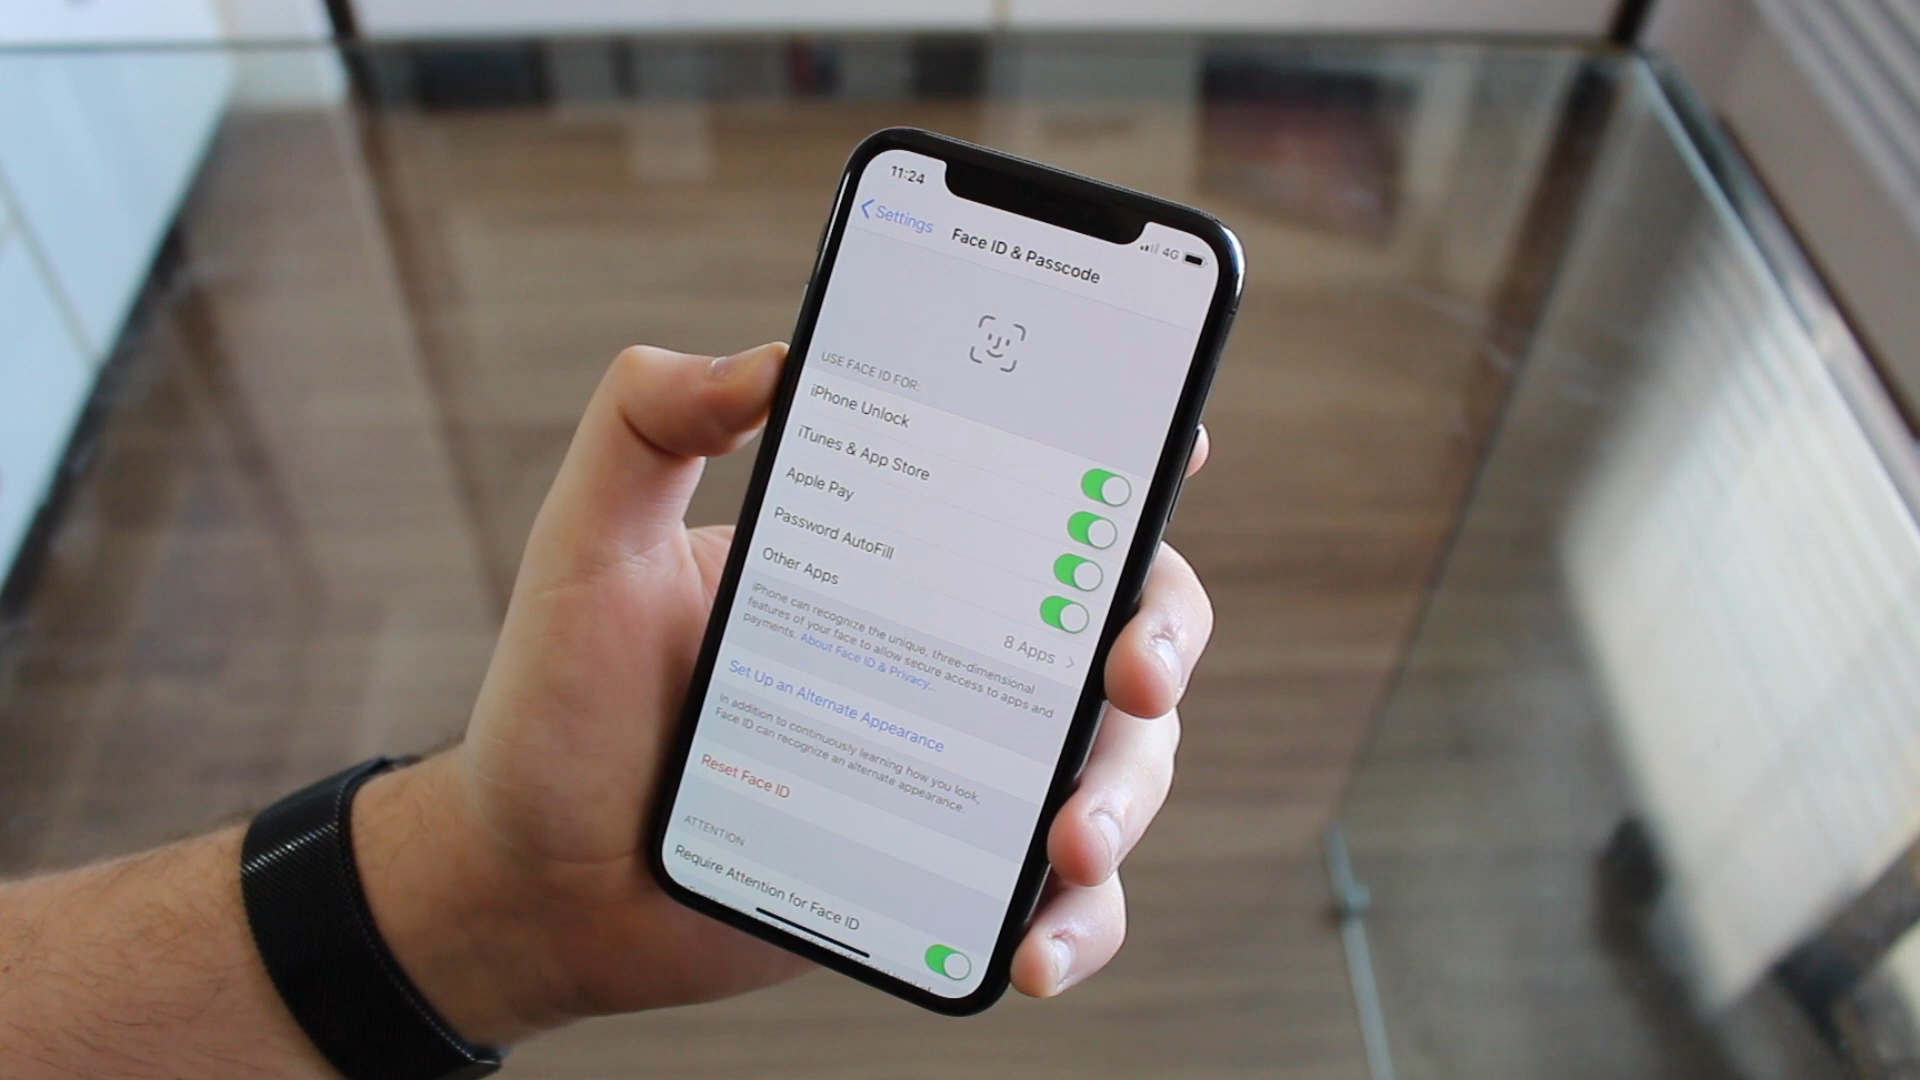 11:24
4G
Settings
Face ID & Passcode
USE FACE ID FOR:
iPhone Unlock
iTunes & App Store
Apple Pay
Password AutoFill
Other Apps
8 Apps
iPhone can recognize the unique, three-dimensional
features of your face to allow secure access to apps and
payments. About Face ID & Privacy...
Set Up an Alternate Appearance
In addition to continuously learning how you look,
Face ID can recognize an alternate appearance.
Reset Face ID
ATTENTION
Require Attention for Face ID